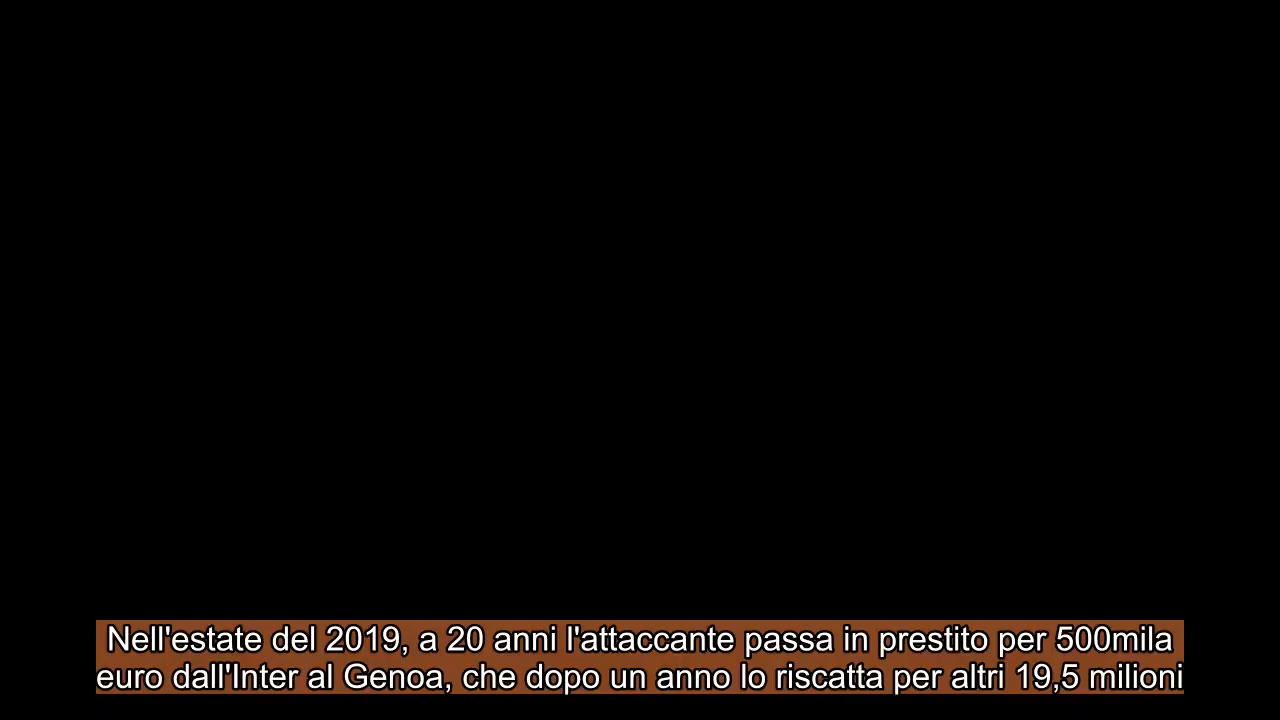 Nell'estate del 2019, a 20 anni l'attaccante passa in prestito per 500mila
euro dall'Inter al Genoa, che dopo un anno lo riscatta per altri 19,5 milioni